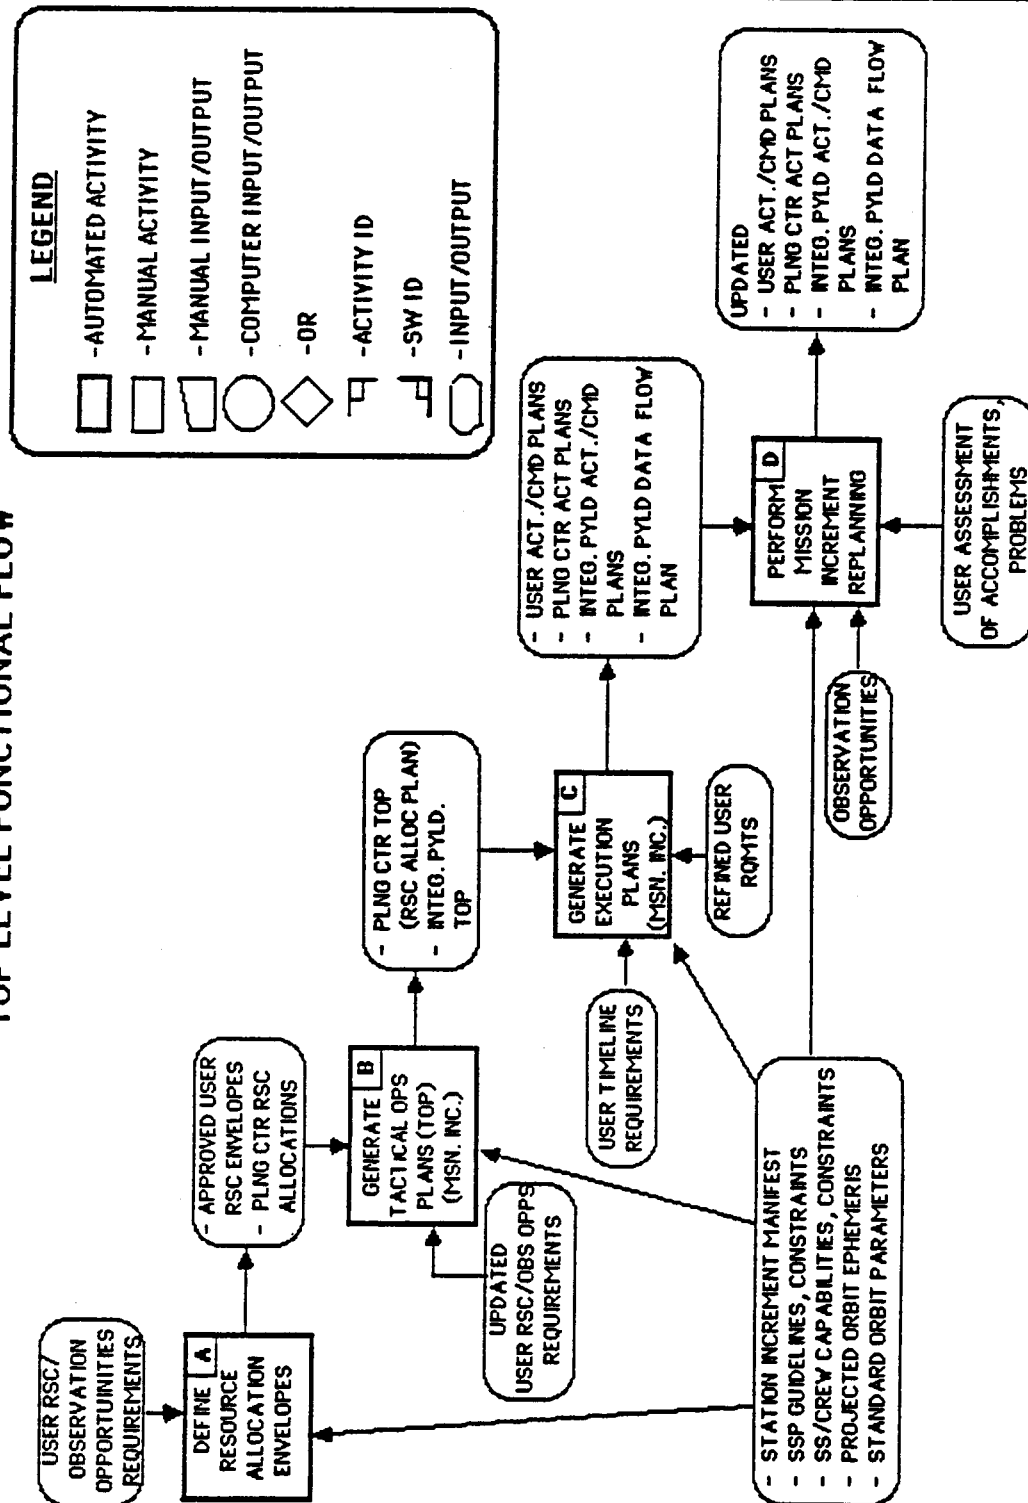 TOP LEVEL FUNCTIONAL FLOW
LEGEND
-AUTOMATED ACTIVITY
-MANUAL ACTIVITY
-MANUAL INPUT/OUTPUT
-COMPUTER INPUT/OUTPUT
-OR
-ACTIVITY ID
-SW ID
-INPUT/OUTPUT
USER RSC/
OBSERVATION
OPPORTUINITIES
REQUIREMENTS
DEFINE A
RESOURCE
ALLOCATION
ENVELOPES
- APPROVED USER
RSC ENVELOPES
- PLNG CTR RSC
ALLOCATIONS
GENERATE B
TACTICAL OPS
PLANS (TOP)
(MSN. INC.)
UPDATED
USER RSC/OBS OPPS
REQUIREMENTS
- PLNG CTR TOP
(RSC ALLOC PLAN)
- INTEG. PYLD.
TOP
GENERATE C
EXECUTION
PLANS
(MSN. INC.)
USER TIMELINE
REQUIREMENTS
REFINED USER
RQMTS
- USER ACT./CMD PLANS
- PLNG CTR ACT PLANS
- INTEG. PYLD ACT./CMD
PLANS
- INTEG. PYLD DATA FLOW
PLAN
PERFORM D
MISSION
INCREMENT
REPLANNING
OBSERVATION
OPPORTUNITIES
USER ASSESSMENT
OF ACCOMPLISHMENTS,
PROBLEMS
UPDATED
- USER ACT./CMD PLANS
- PLNG CTR ACT PLANS
- INTEG. PYLD ACT./CMD
PLANS
- INTEG. PYLD DATA FLOW
PLAN
- STATION INCREMENT MANIFEST
- SSP GUIDELINES, CONSTRAINTS
- SS/CREW CAPABILITIES, CONSTRAINTS
- PROJECTED ORBIT EPHEMERIS
- STANDARD ORBIT PARAMETERS